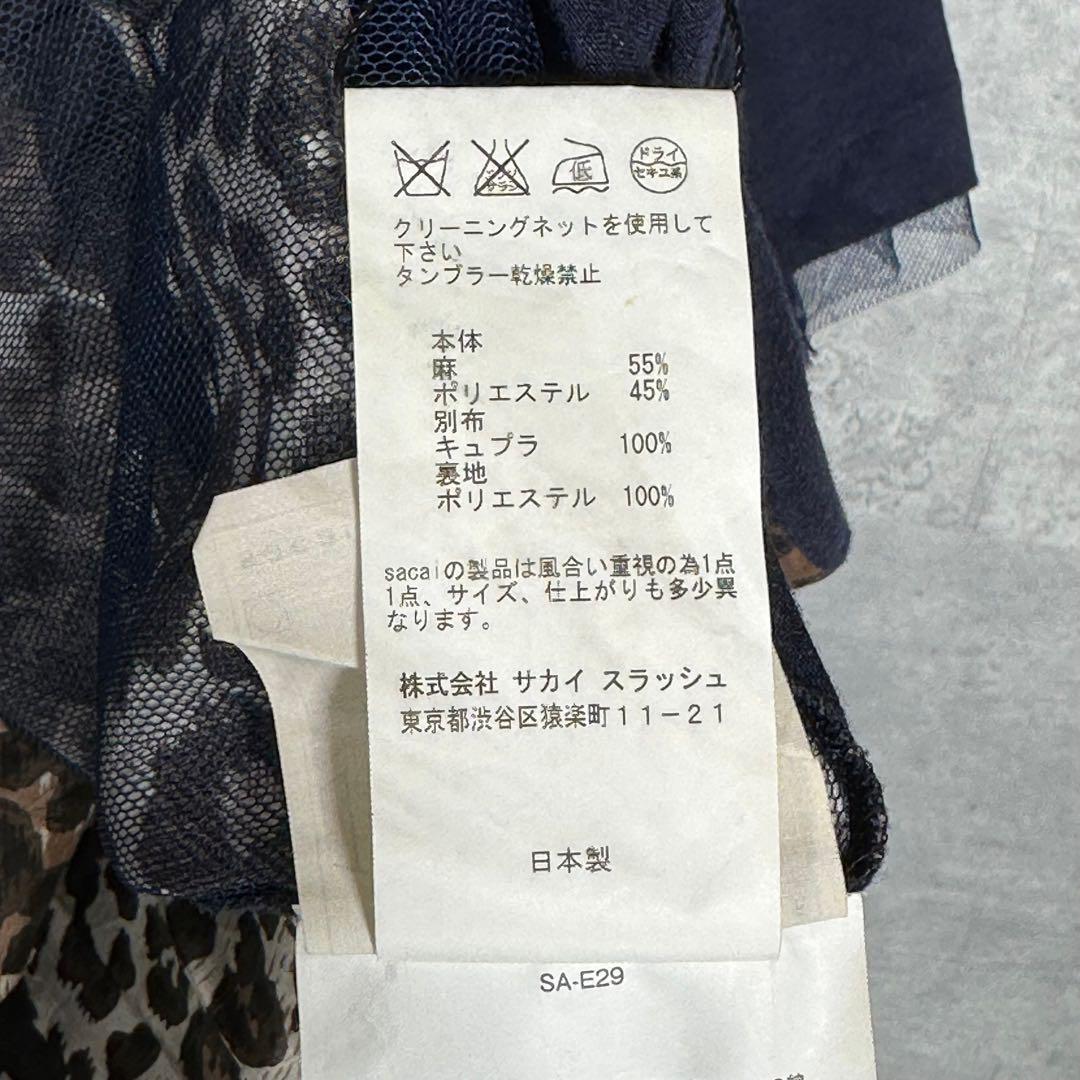 低
ドライ
セキユ系
クリーニングネットを使用して
下さい
タンブラー乾燥禁止
本体
麻 55%
ポリエステル 45%
別布
キュプラ 100%
裏地
ポリエステル 100%
sacaiの製品は風合い重視の為1点
1点、サイズ、仕上がりも多少異
なります。
株式会社 サカイ スラッシュ
東京都渋谷区猿楽町11-21
日本製
SA-E29